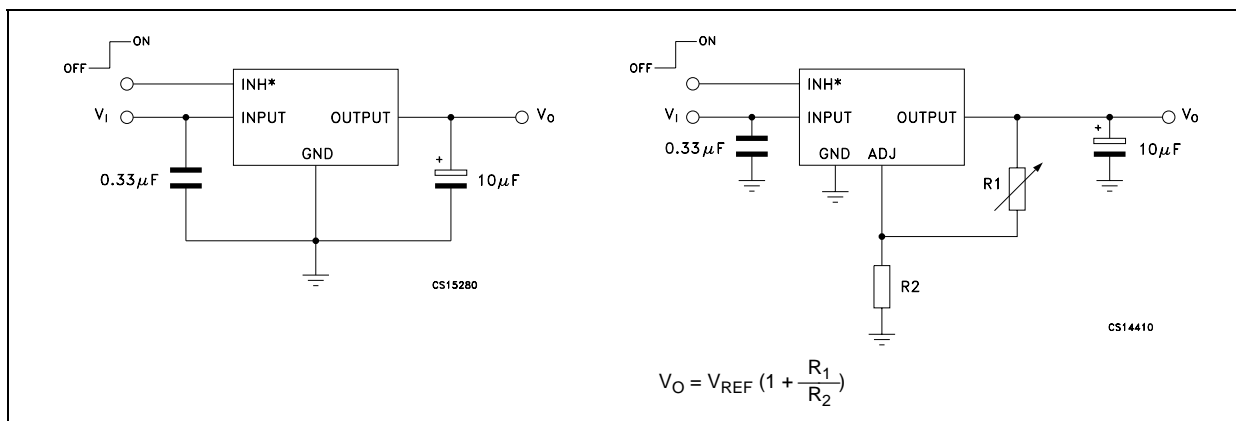 ON
OFF
INH*
V_I
INPUT
OUTPUT
V_O
GND
0.33μF
+
10μF
CS15280
ON
OFF
INH*
V_I
INPUT
OUTPUT
V_O
0.33μF
GND
ADJ
+
10μF
R1
R2
CS14410
V_O = V_REF (1 + R_1/R_2)